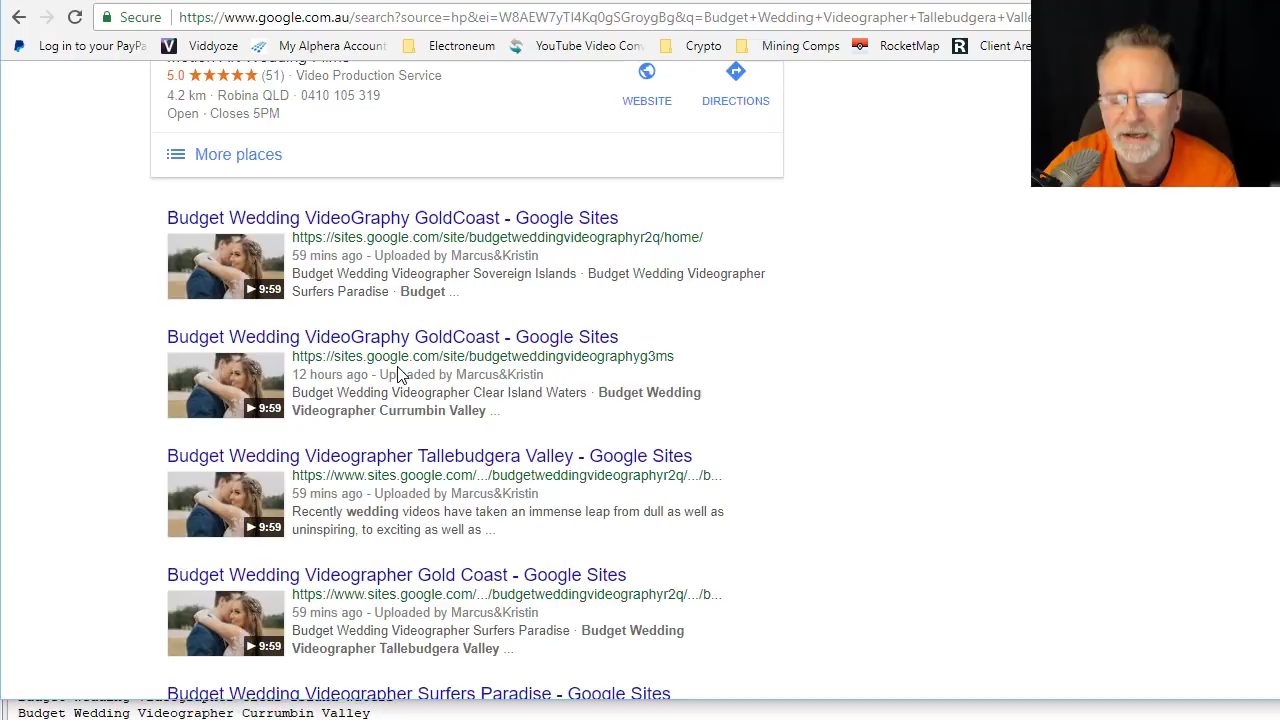 Secure https://www.google.com.au/search?source=hp&ei=W8AEW7yTI4Kq0gSGroygBg&q=Budget+Wedding+Videographer+Tallebudgera+Valle
Log in to your PayPa Viddyoze My Alphera Account Electroneum YouTube Video Con Crypto Mining Comps RocketMap Client Are
5.0 (51) · Video Production Service
4.2 km · Robina QLD · 0410 105 319
WEBSITE DIRECTIONS
Open · Closes 5PM
More places
Budget Wedding VideoGraphy GoldCoast - Google Sites
https://sites.google.com/site/budgetweddingvideographyr2q/home/
59 mins ago - Uploaded by Marcus&Kristin
Budget Wedding Videographer Sovereign Islands · Budget Wedding Videographer
Surfers Paradise · Budget ...
9:59
Budget Wedding VideoGraphy GoldCoast - Google Sites
https://sites.google.com/site/budgetweddingvideographyg3ms
12 hours ago - Uploaded by Marcus&Kristin
Budget Wedding Videographer Clear Island Waters · Budget Wedding
Videographer Currumbin Valley ...
9:59
Budget Wedding Videographer Tallebudgera Valley - Google Sites
https://www.sites.google.com/.../budgetweddingvideographyr2q/.../b...
59 mins ago - Uploaded by Marcus&Kristin
Recently wedding videos have taken an immense leap from dull as well as
uninspiring, to exciting as well as ...
9:59
Budget Wedding Videographer Gold Coast - Google Sites
https://www.sites.google.com/.../budgetweddingvideographyr2q/.../b...
59 mins ago - Uploaded by Marcus&Kristin
Budget Wedding Videographer Surfers Paradise · Budget Wedding
Videographer Tallebudgera Valley ...
9:59
Budget Wedding Videographer Surfers Paradise - Google Sites
Budget Wedding Videographer Currumbin Valley